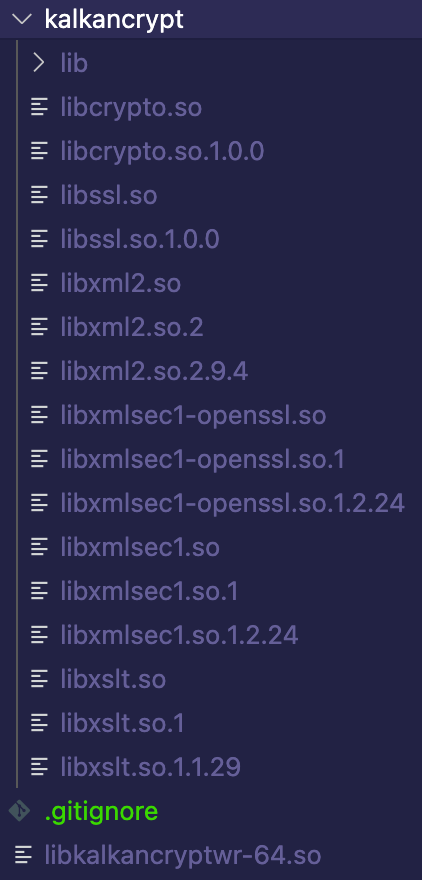 kalkancrypt
lib
libcrypto.so
libcrypto.so.1.0.0
libssl.so
libssl.so.1.0.0
libxml2.so
libxml2.so.2
libxml2.so.2.9.4
libxmlsec1-openssl.so
libxmlsec1-openssl.so.1
libxmlsec1-openssl.so.1.2.24
libxmlsec1.so
libxmlsec1.so.1
libxmlsec1.so.1.2.24
libxslt.so
libxslt.so.1
libxslt.so.1.1.29
.gitignore
libkalkancryptwr-64.so